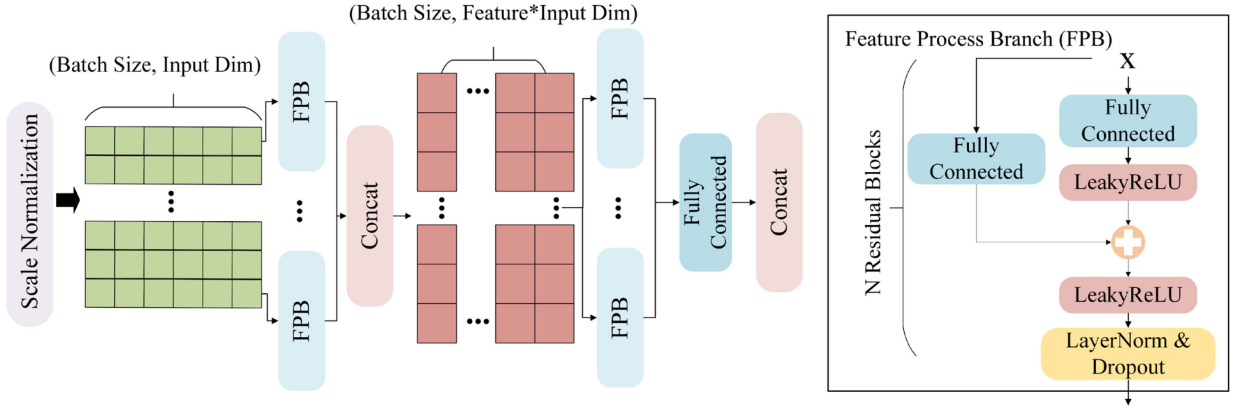 (Batch Size, Feature*Input Dim)
(Batch Size, Input Dim)
Scale Normalization
FPB
FPB
Concat
FPB
FPB
Fully
Connected
Concat
Feature Process Branch (FPB)
X
N Residual Blocks
Fully
Connected
Fully
Connected
LeakyReLU
LeakyReLU
LayerNorm &
Dropout